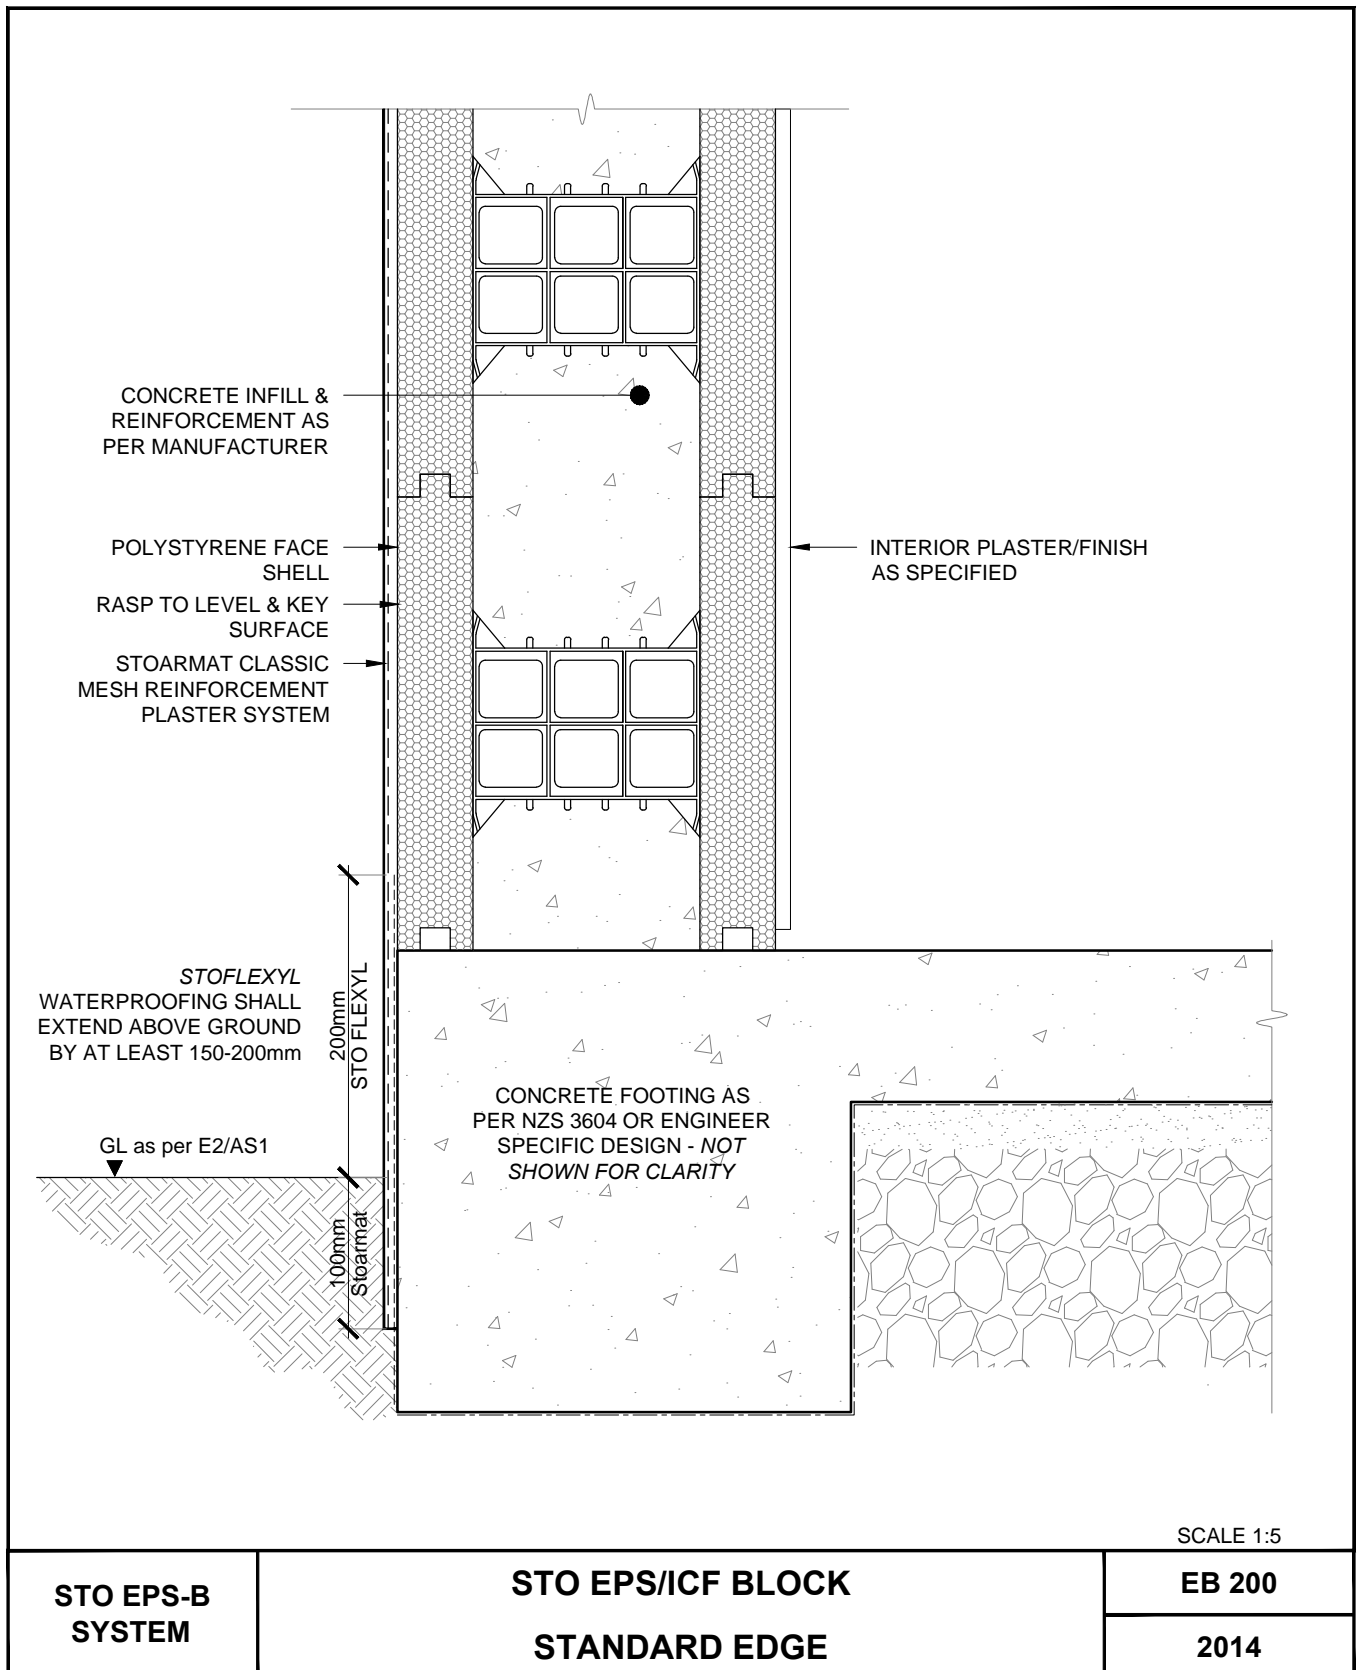 CONCRETE INFILL &
REINFORCEMENT AS
PER MANUFACTURER
POLYSTYRENE FACE
SHELL
RASP TO LEVEL & KEY
SURFACE
STOARMAT CLASSIC
MESH REINFORCEMENT
PLASTER SYSTEM
INTERIOR PLASTER/FINISH
AS SPECIFIED
STOFLEXYL
WATERPROOFING SHALL
EXTEND ABOVE GROUND
BY AT LEAST 150-200mm
200mm
STO FLEXYL
GL as per E2/AS1
100mm
Stoarmat
CONCRETE FOOTING AS
PER NZS 3604 OR ENGINEER
SPECIFIC DESIGN - NOT
SHOWN FOR CLARITY
SCALE 1:5
STO EPS-B
SYSTEM
STO EPS/ICF BLOCK
STANDARD EDGE
EB 200
2014